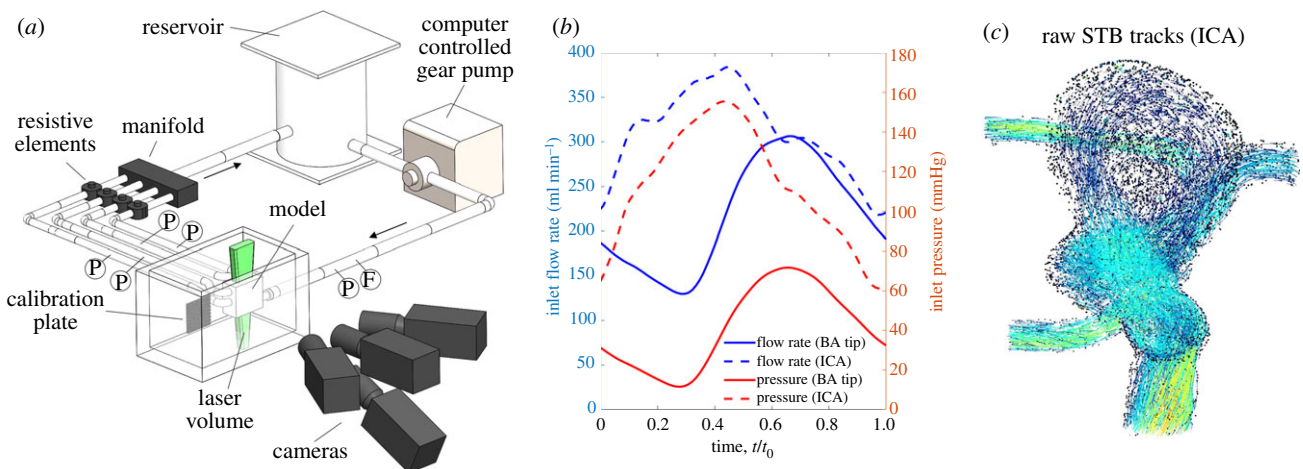 (a)
reservoir
computer
controlled
gear pump
resistive
elements
manifold
P
P
P
P
P
F
model
calibration
plate
laser
volume
cameras
(b)
400
350
300
250
200
150
100
50
0
inlet flow rate (ml min⁻¹)
180
160
140
120
100
80
60
40
20
0
inlet pressure (mmHg)
flow rate (BA tip)
flow rate (ICA)
pressure (BA tip)
pressure (ICA)
0 0.2 0.4 0.6 0.8 1.0
time, t/t₀
(c)
raw STB tracks (ICA)